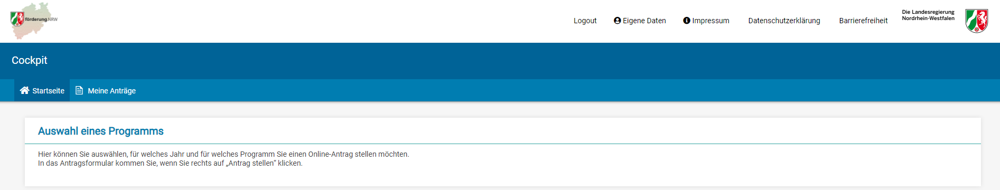 förderung.NRW
Logout Eigene Daten Impressum Datenschutzerklärung Barrierefreiheit
Die Landesregierung
Nordrhein-Westfalen
Cockpit
Startseite Meine Anträge
Auswahl eines Programms
Hier können Sie auswählen, für welches Jahr und für welches Programm Sie einen Online-Antrag stellen möchten.
In das Antragsformular kommen Sie, wenn Sie rechts auf „Antrag stellen“ klicken.